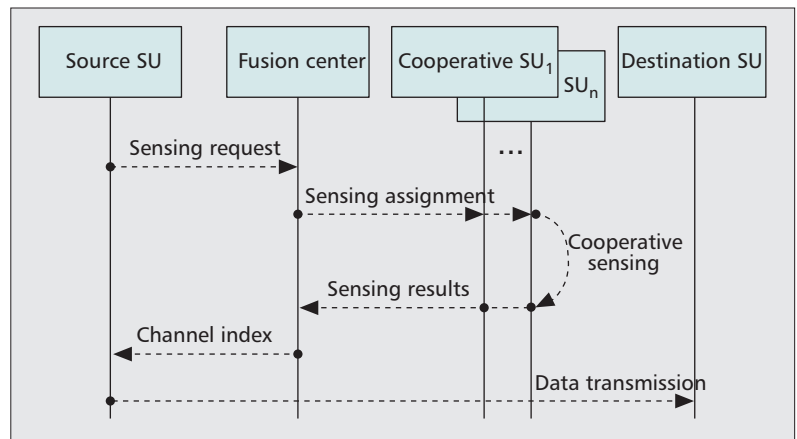 Source SU
Fusion center
Cooperative SU₁
SUₙ
Destination SU
...
Sensing request
Sensing assignment
Cooperative
sensing
Sensing results
Channel index
Data transmission